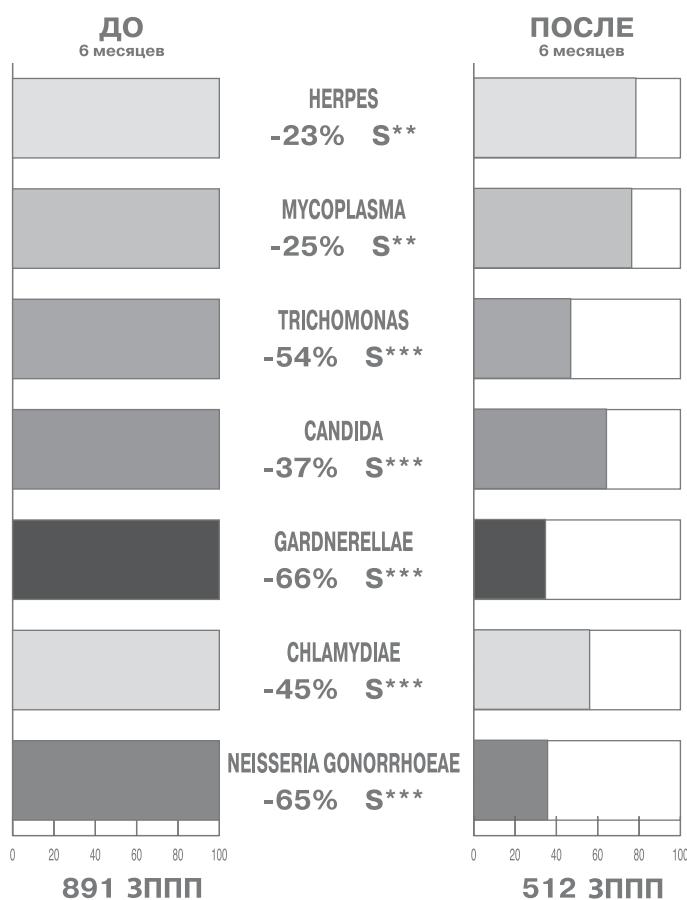 ДО
6 месяцев
ПОСЛЕ
6 месяцев
HERPES
-23% S**
MYCOPLASMA
-25% S**
TRICHOMONAS
-54% S***
CANDIDA
-37% S***
GARDNERELLAE
-66% S***
CHLAMYDIAE
-45% S***
NEISSERIA GONORRHOEAE
-65% S***
0 20 40 60 80 100
0 20 40 60 80 100
891 ЗППП
512 ЗППП